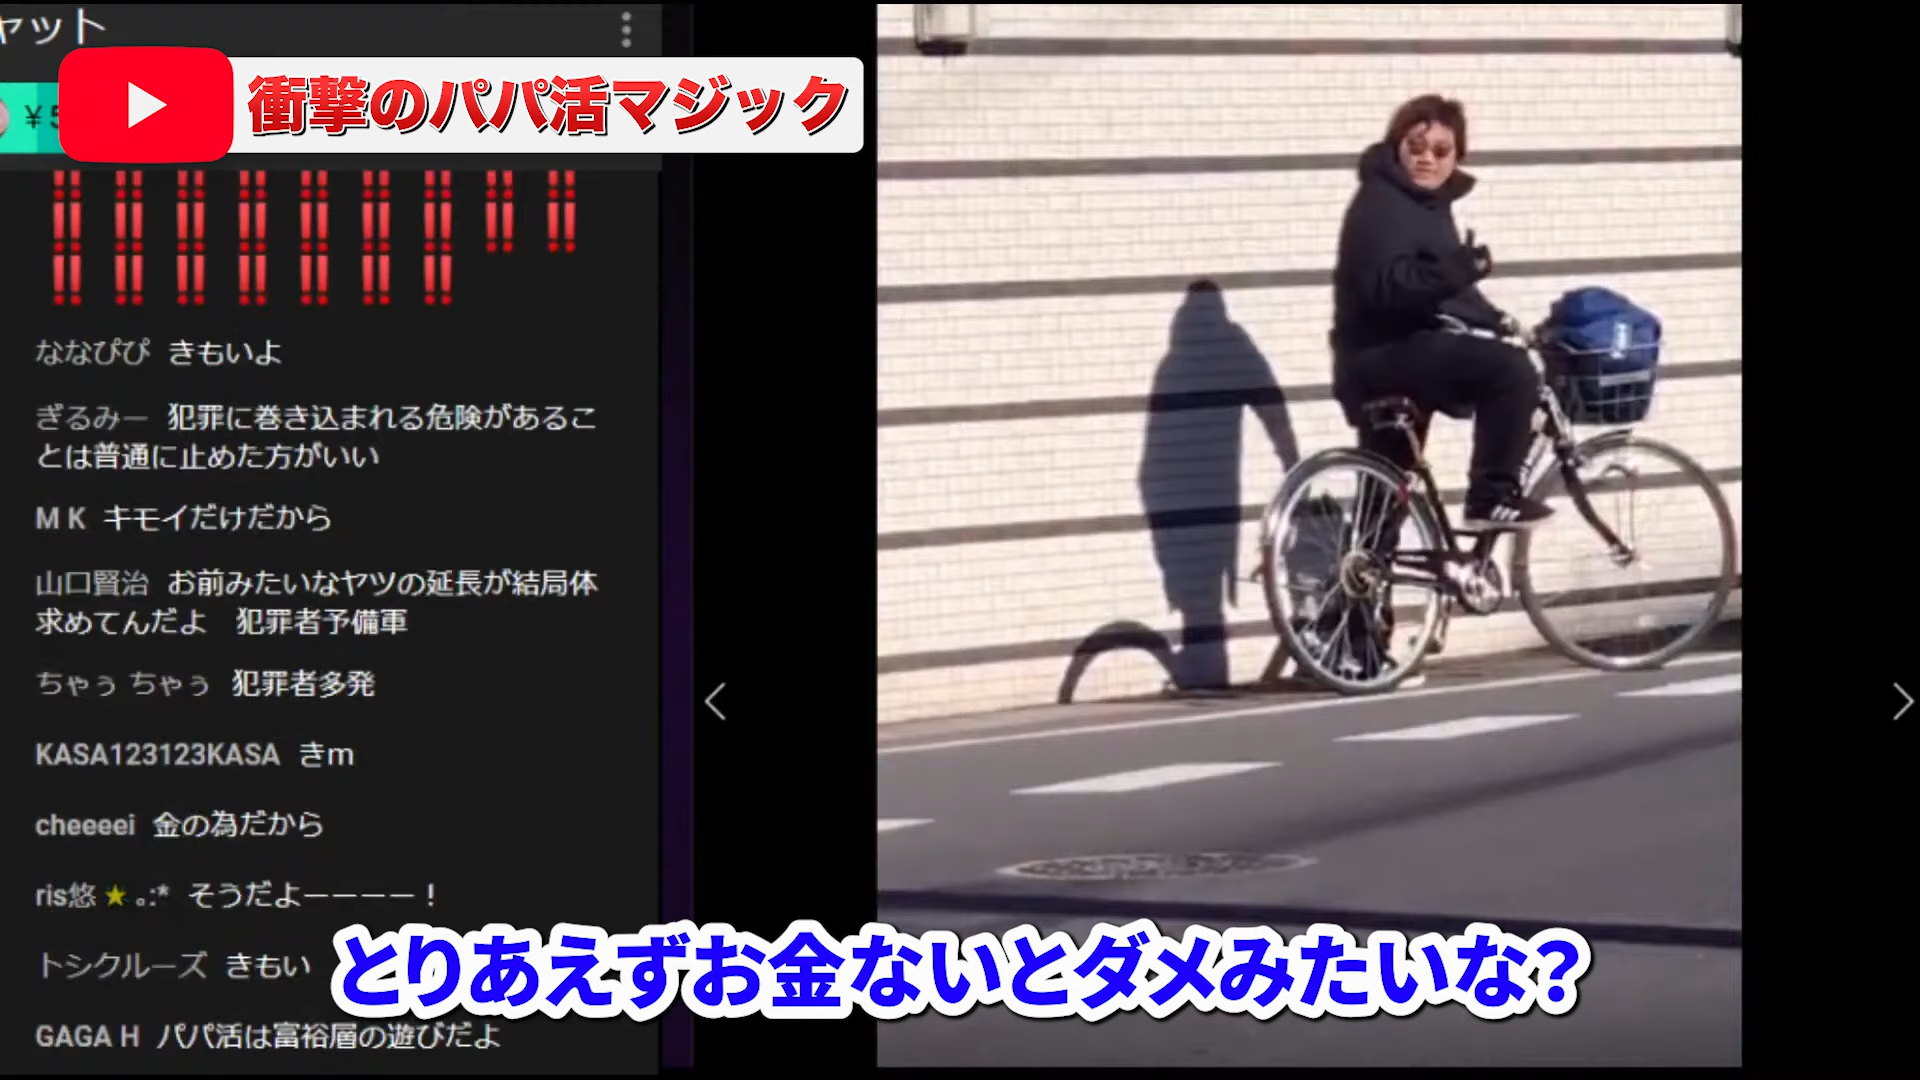 ャット
¥5
衝撃のパパ活マジック
‼‼‼‼‼‼‼‼‼
‼‼‼‼‼‼‼‼‼
‼‼‼‼‼‼‼
ななぴぴ きもいよ
ぎるみー 犯罪に巻き込まれる危険があるこ
とは普通に止めた方がいい
M K キモイだけだから
山口賢治 お前みたいなヤツの延長が結局体
求めてんだよ 犯罪者予備軍
ちゃぅ ちゃぅ 犯罪者多発
KASA123123KASA きm
cheeeei 金の為だから
ris悠★｡.:* そうだよーーーー！
トシクルーズ きもい
GAGA H パパ活は富裕層の遊びだよ
とりあえずお金ないとダメみたいな？